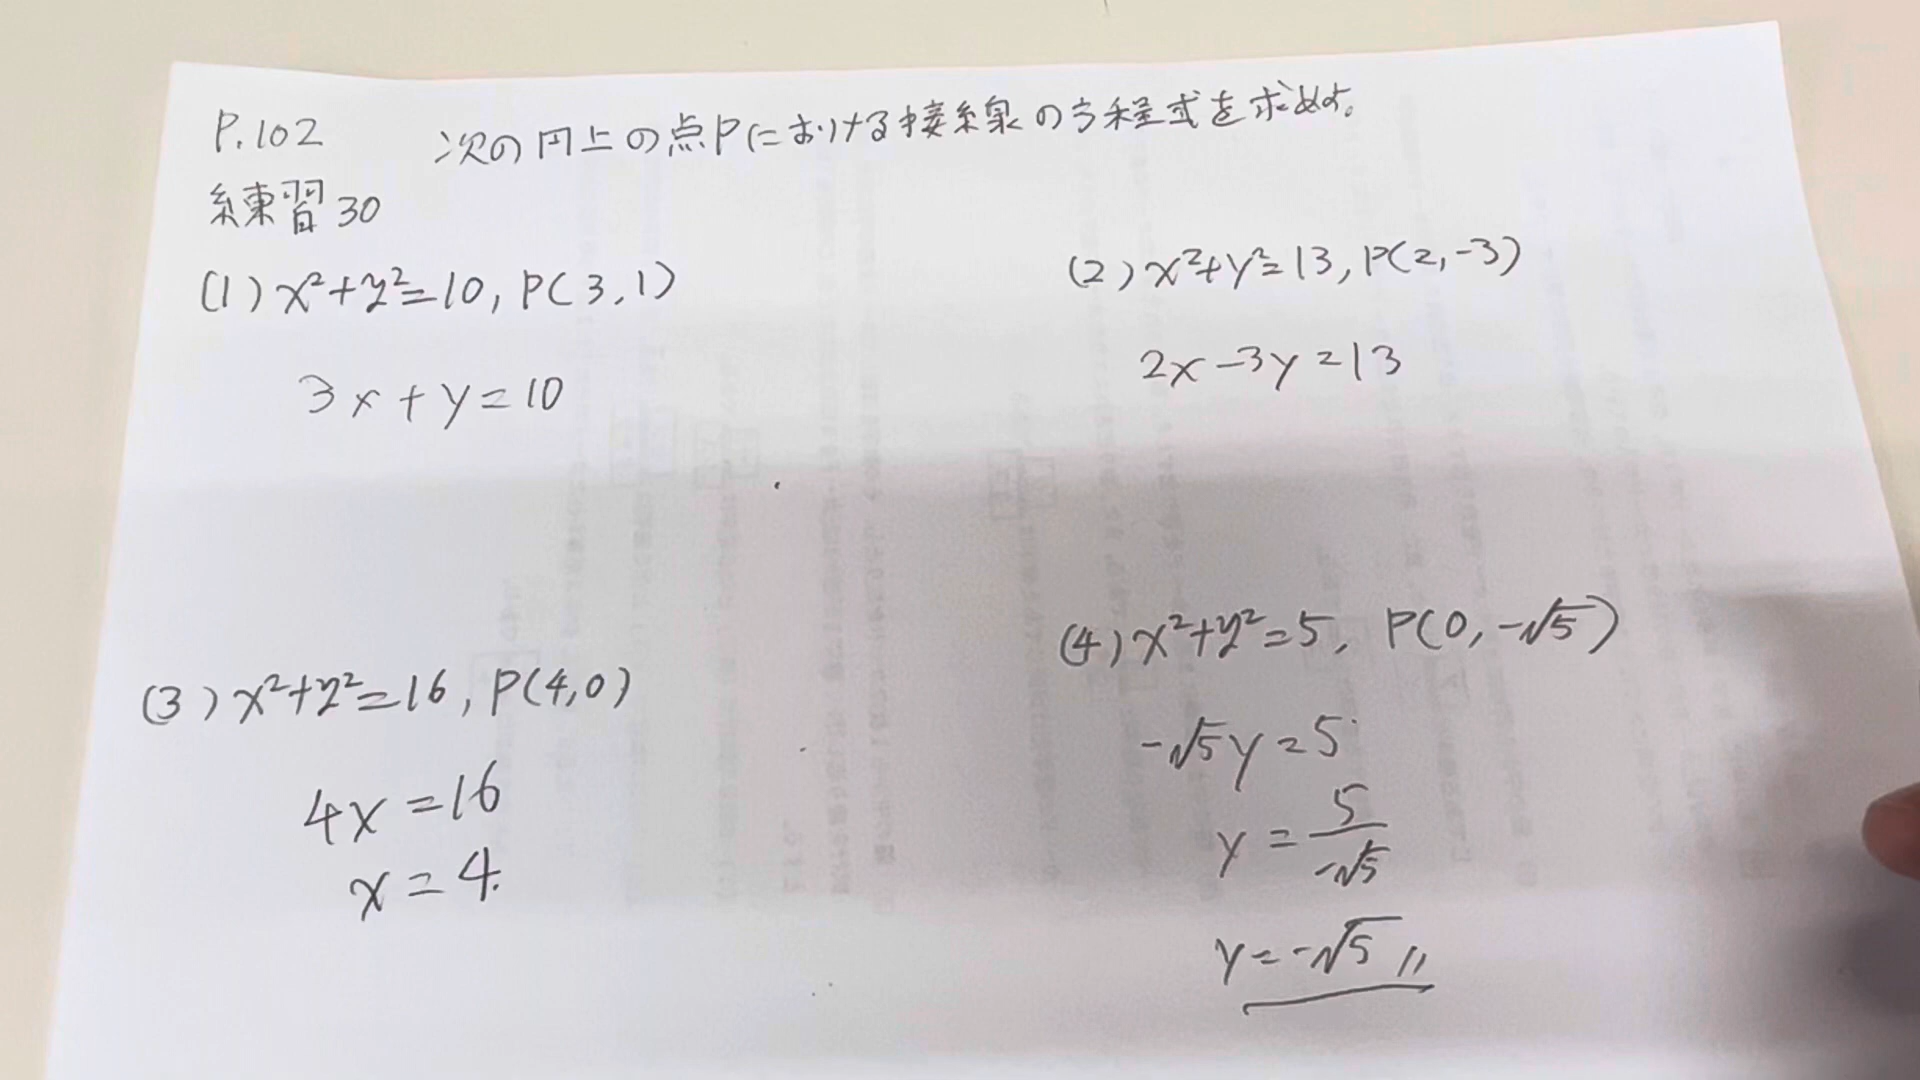 P.102 次の円上の点Pにおける接線の方程式を求めよ。
練習30
(1) x²+y²=10, P(3,1)
3x+y=10
(2) x²+y²=13, P(2,-3)
2x-3y=13
(3) x²+y²=16, P(4,0)
4x=16
x=4
(4) x²+y²=5, P(0,-√5)
-√5y=5
y=5/-√5
y=-√5